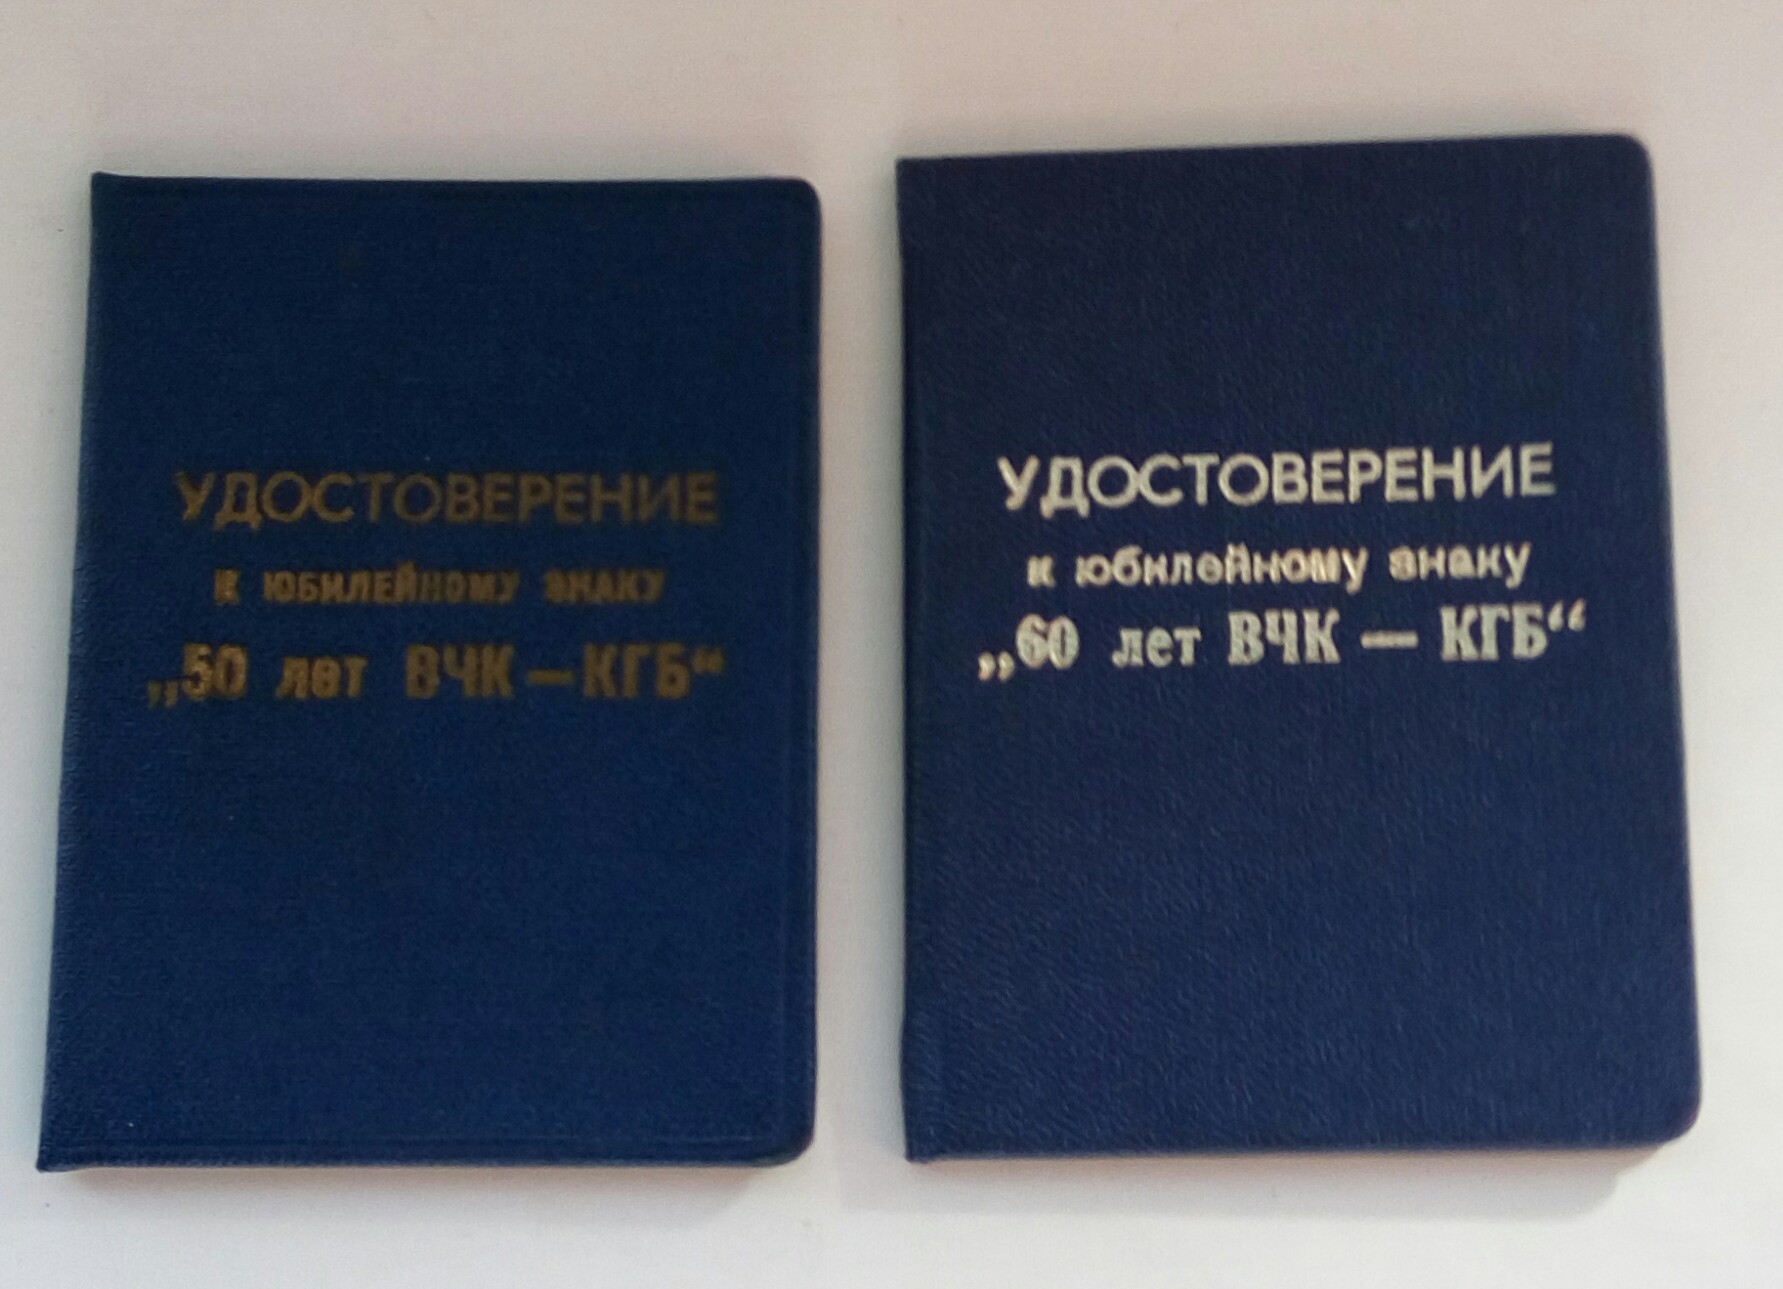 УДОСТОВЕРЕНИЕ
К ЮБИЛЕЙНОМУ ЗНАКУ
„50 лет ВЧК — КГБ“
УДОСТОВЕРЕНИЕ
к юбилейному знаку
„60 лет ВЧК — КГБ“